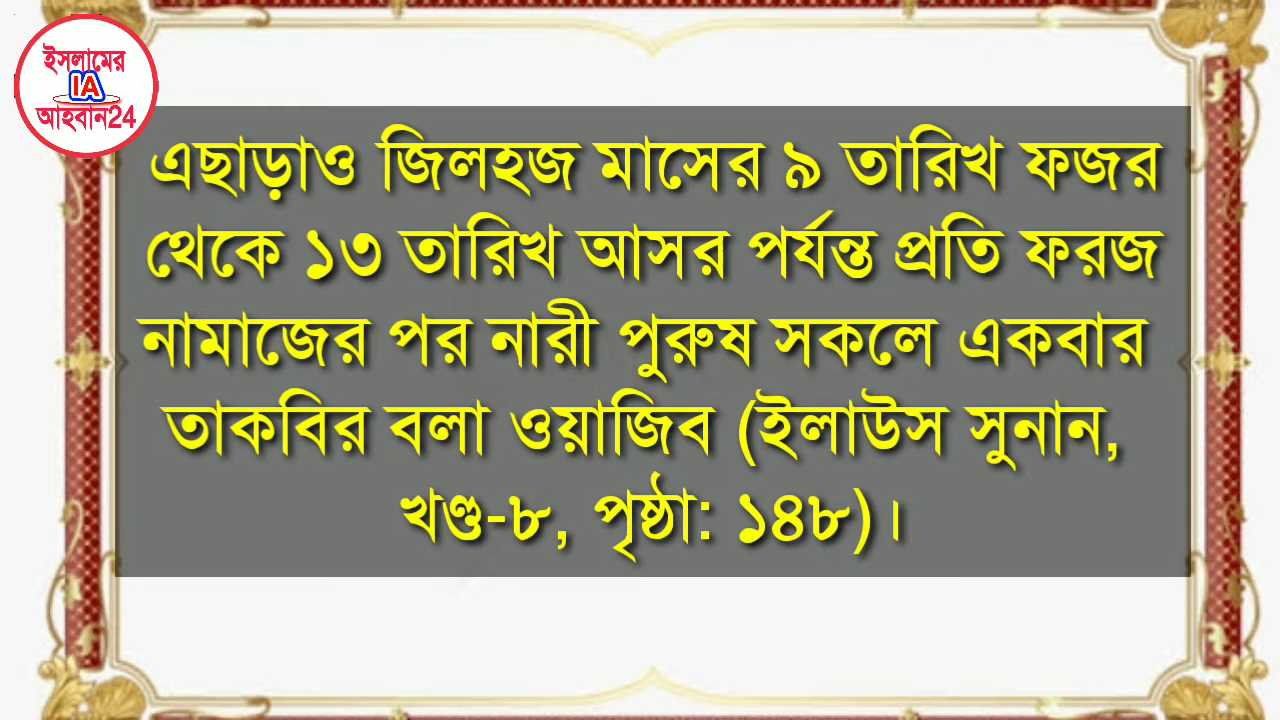 ইসলামের
IA
আহবান24
এছাড়াও জিলহজ মাসের ৯ তারিখ ফজর
থেকে ১৩ তারিখ আসর পর্যন্ত প্রতি ফরজ
নামাজের পর নারী পুরুষ সকলে একবার
তাকবির বলা ওয়াজিব (ইলাউস সুনান,
খণ্ড-৮, পৃষ্ঠা: ১৪৮)।